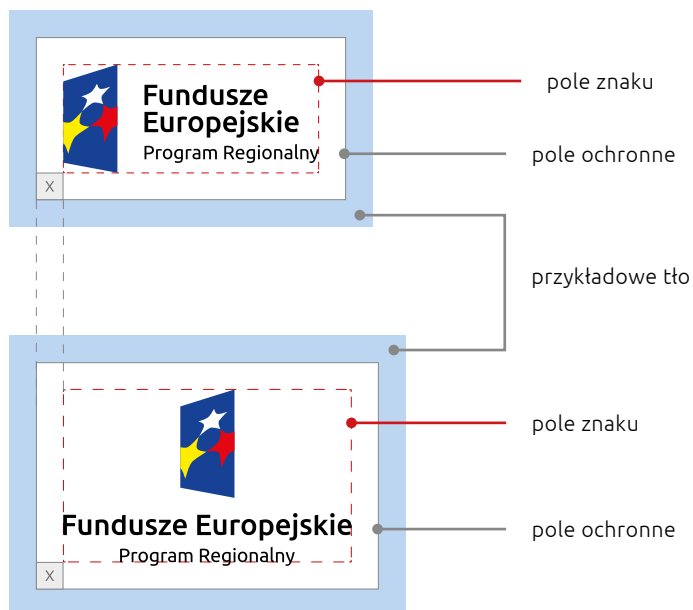 pole znaku
Fundusze
Europejskie
Program Regionalny
pole ochronne
X
przykładowe tło
pole znaku
Fundusze Europejskie
pole ochronne
Program Regionalny
X